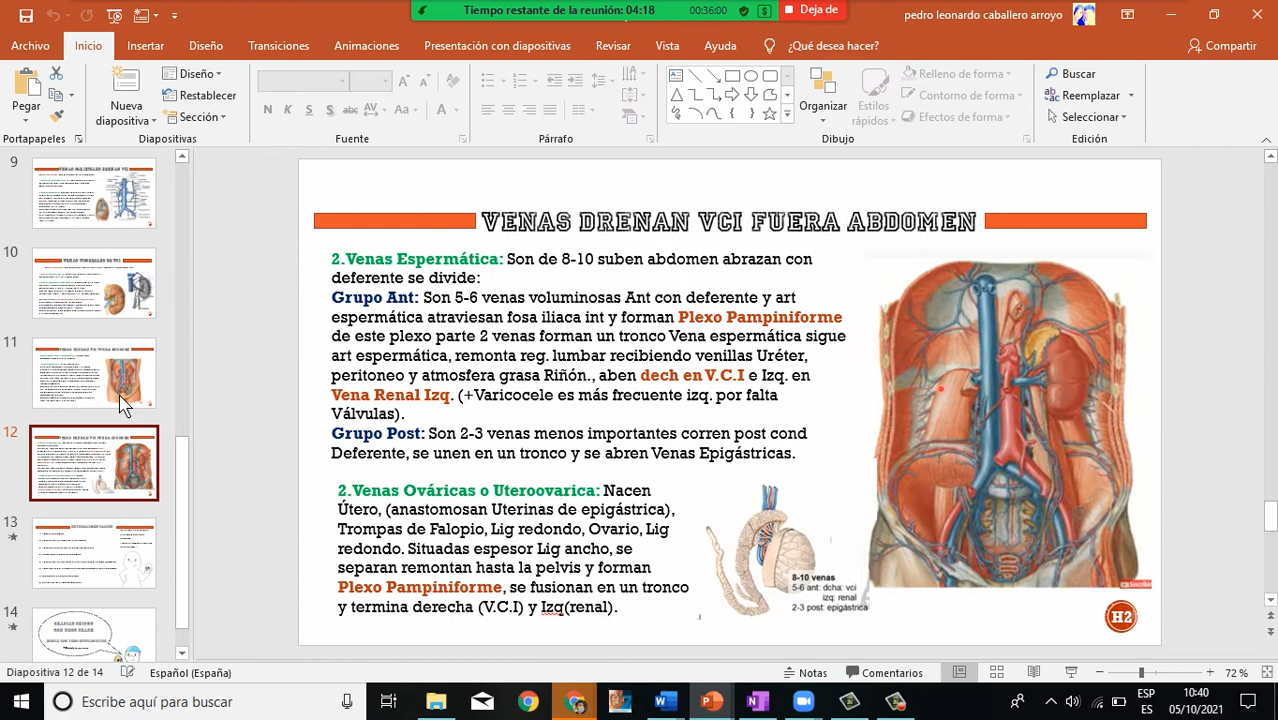 Tiempo restante de la reunión: 04:18
00:36:00
Deja de
pedro leonardo caballero arroyo
Archivo
Inicio
Insertar
Diseño
Transiciones
Animaciones
Presentación con diapositivas
Revisar
Vista
Ayuda
¿Qué desea hacer?
Compartir
Pegar
Nueva
diapositiva
Diseño
Restablecer
Sección
N K S S abc AV Aa A
Organizar
Estilos
rápidos
Relleno de forma
Contorno de forma
Efectos de forma
Buscar
Reemplazar
Seleccionar
Portapapeles
Diapositivas
Fuente
Párrafo
Dibujo
Edición
9
10
11
12
13
14
VENAS DRENAN VCI FUERA ABDOMEN
2.Venas Espermática: Son de 8-10 suben abdomen abrazan con
deferente se divide:
Grupo Ant: Son 5-6 venas voluminosas Ant con deferente y art
espermática atraviesan fosa iliaca int y forman Plexo Pampiniforme
de este plexo parte 2 venas forman un tronco Vena espermática sigue
art espermática, remonta reg. lumbar recibiendo venillas Uréter,
peritoneo y atmosfera grasa Riñón., aben dech en V.C.I e Izq en
Vena Renal Izq. (+Varicocele es más frecuente izq. por falta
Válvulas).
Grupo Post: Son 2-3 venas menos importantes corren post cond
Deferente, se unen aun tronco y se abren Venas Epigástrica.
2.Venas Ováricas o Uteroovarica: Nacen
Útero, (anastomosan Uterinas de epigástrica),
Trompas de Falopio, Lig redondo, Ovario, Lig
redondo. Situadas espesor Lig ancho, se
separan remontan hasta la pelvis y forman
Plexo Pampiniforme, se fusionan en un tronco
y termina derecha (V.C.I) y Izq(renal).
8-10 venas
5-6 ant: dcha: vci
izq: renal
2-3 post: epigástrica
H2
Diapositiva 12 de 14
Español (España)
Notas
Comentarios
72 %
Escribe aquí para buscar
ESP
ES
10:40
05/10/2021